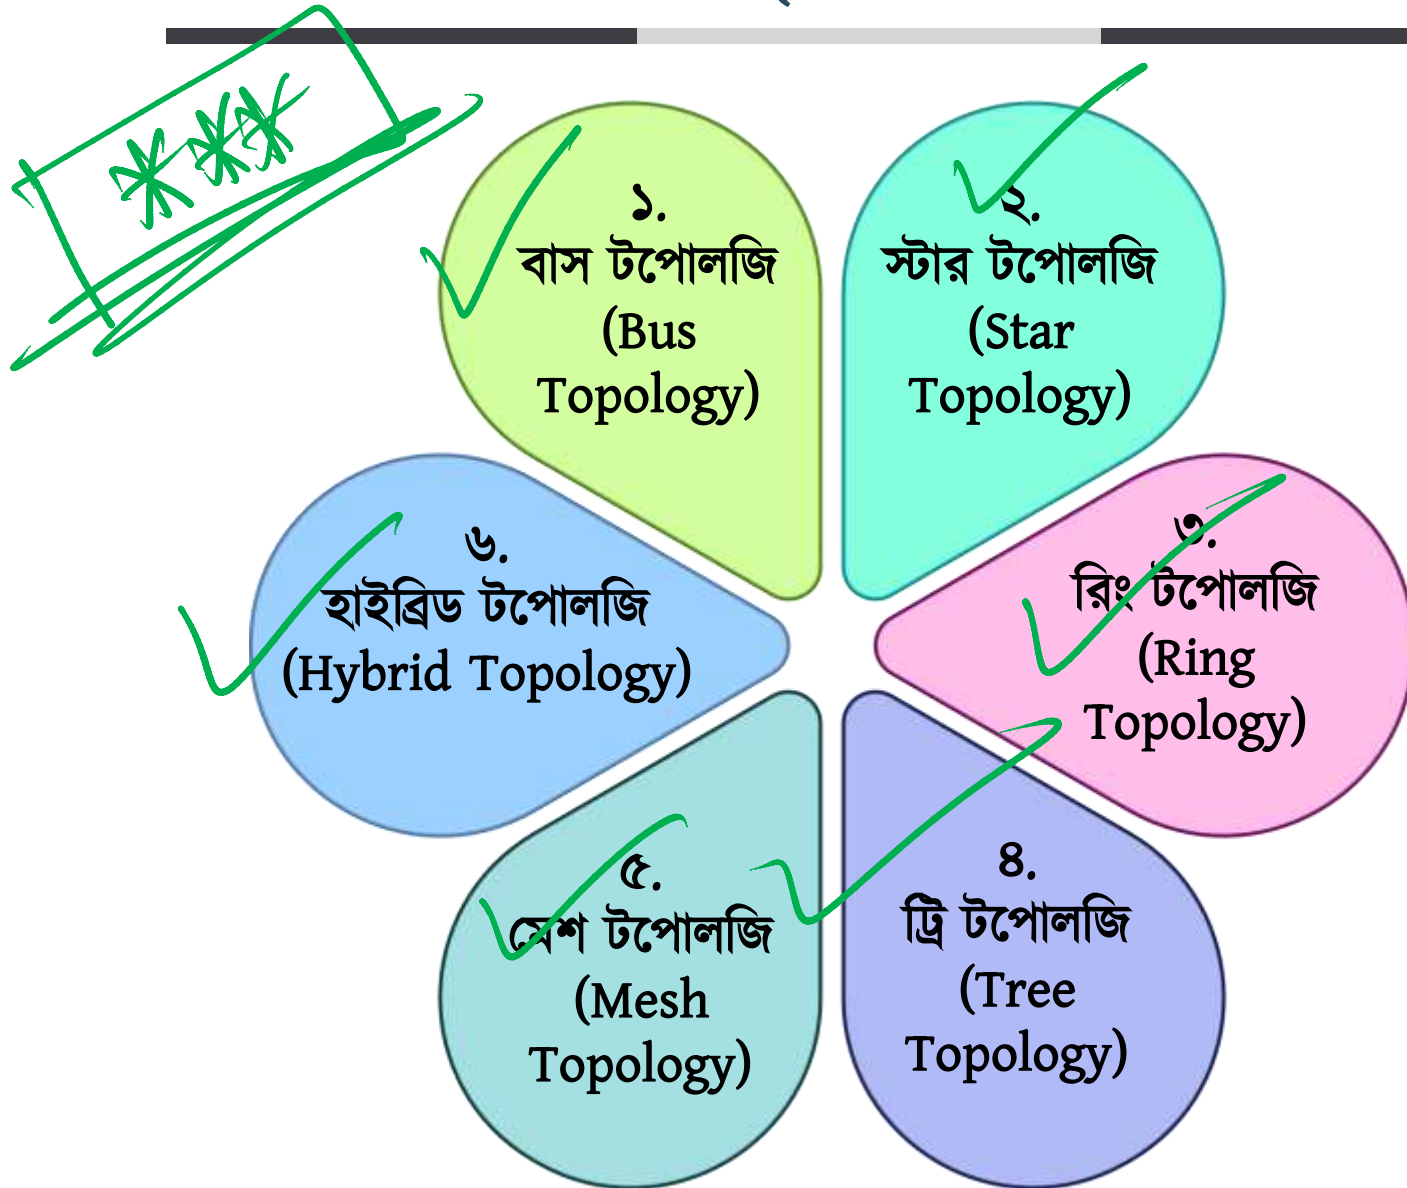 ১.
বাস টপোলজি
(Bus
Topology)
২.
স্টার টপোলজি
(Star
Topology)
৩.
রিং টপোলজি
(Ring
Topology)
৪.
ট্রি টপোলজি
(Tree
Topology)
৫.
মেশ টপোলজি
(Mesh
Topology)
৬.
হাইব্রিড টপোলজি
(Hybrid Topology)